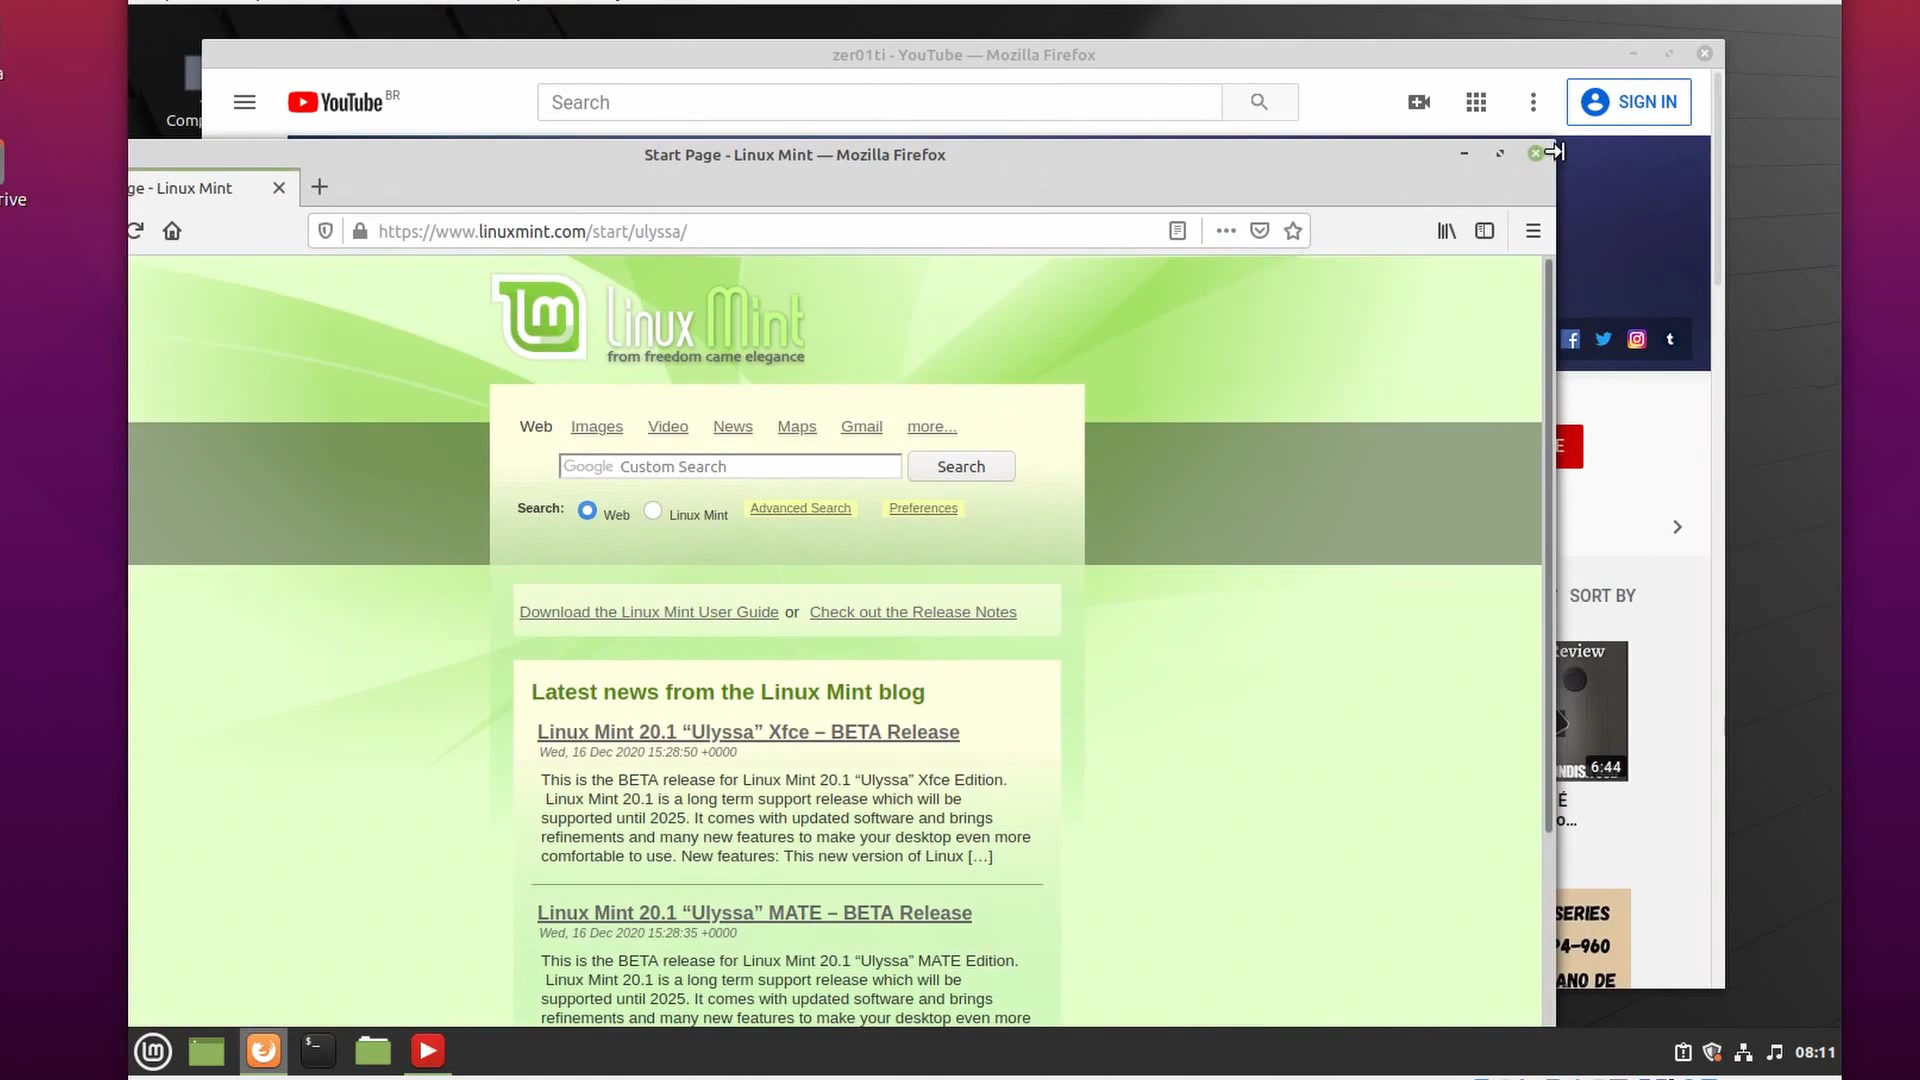 zer01ti - YouTube — Mozilla Firefox
YouTube BR
Search
SIGN IN
Comp
Start Page - Linux Mint — Mozilla Firefox
ge - Linux Mint
rive
https://www.linuxmint.com/start/ulyssa/
Linux Mint
from freedom came elegance
Web Images Video News Maps Gmail more...
Google Custom Search
Search
Search: Web Linux Mint Advanced Search Preferences
E
SORT BY
Download the Linux Mint User Guide or Check out the Release Notes
Latest news from the Linux Mint blog
Linux Mint 20.1 “Ulyssa” Xfce – BETA Release
Wed, 16 Dec 2020 15:28:50 +0000
This is the BETA release for Linux Mint 20.1 “Ulyssa” Xfce Edition.
Linux Mint 20.1 is a long term support release which will be
supported until 2025. It comes with updated software and brings
refinements and many new features to make your desktop even more
comfortable to use. New features: This new version of Linux […]
Review
6:44
É
o...
Linux Mint 20.1 “Ulyssa” MATE – BETA Release
Wed, 16 Dec 2020 15:28:35 +0000
This is the BETA release for Linux Mint 20.1 “Ulyssa” MATE Edition.
Linux Mint 20.1 is a long term support release which will be
supported until 2025. It comes with updated software and brings
refinements and many new features to make your desktop even more
SERIES
P4-960
ANO DE
08:11